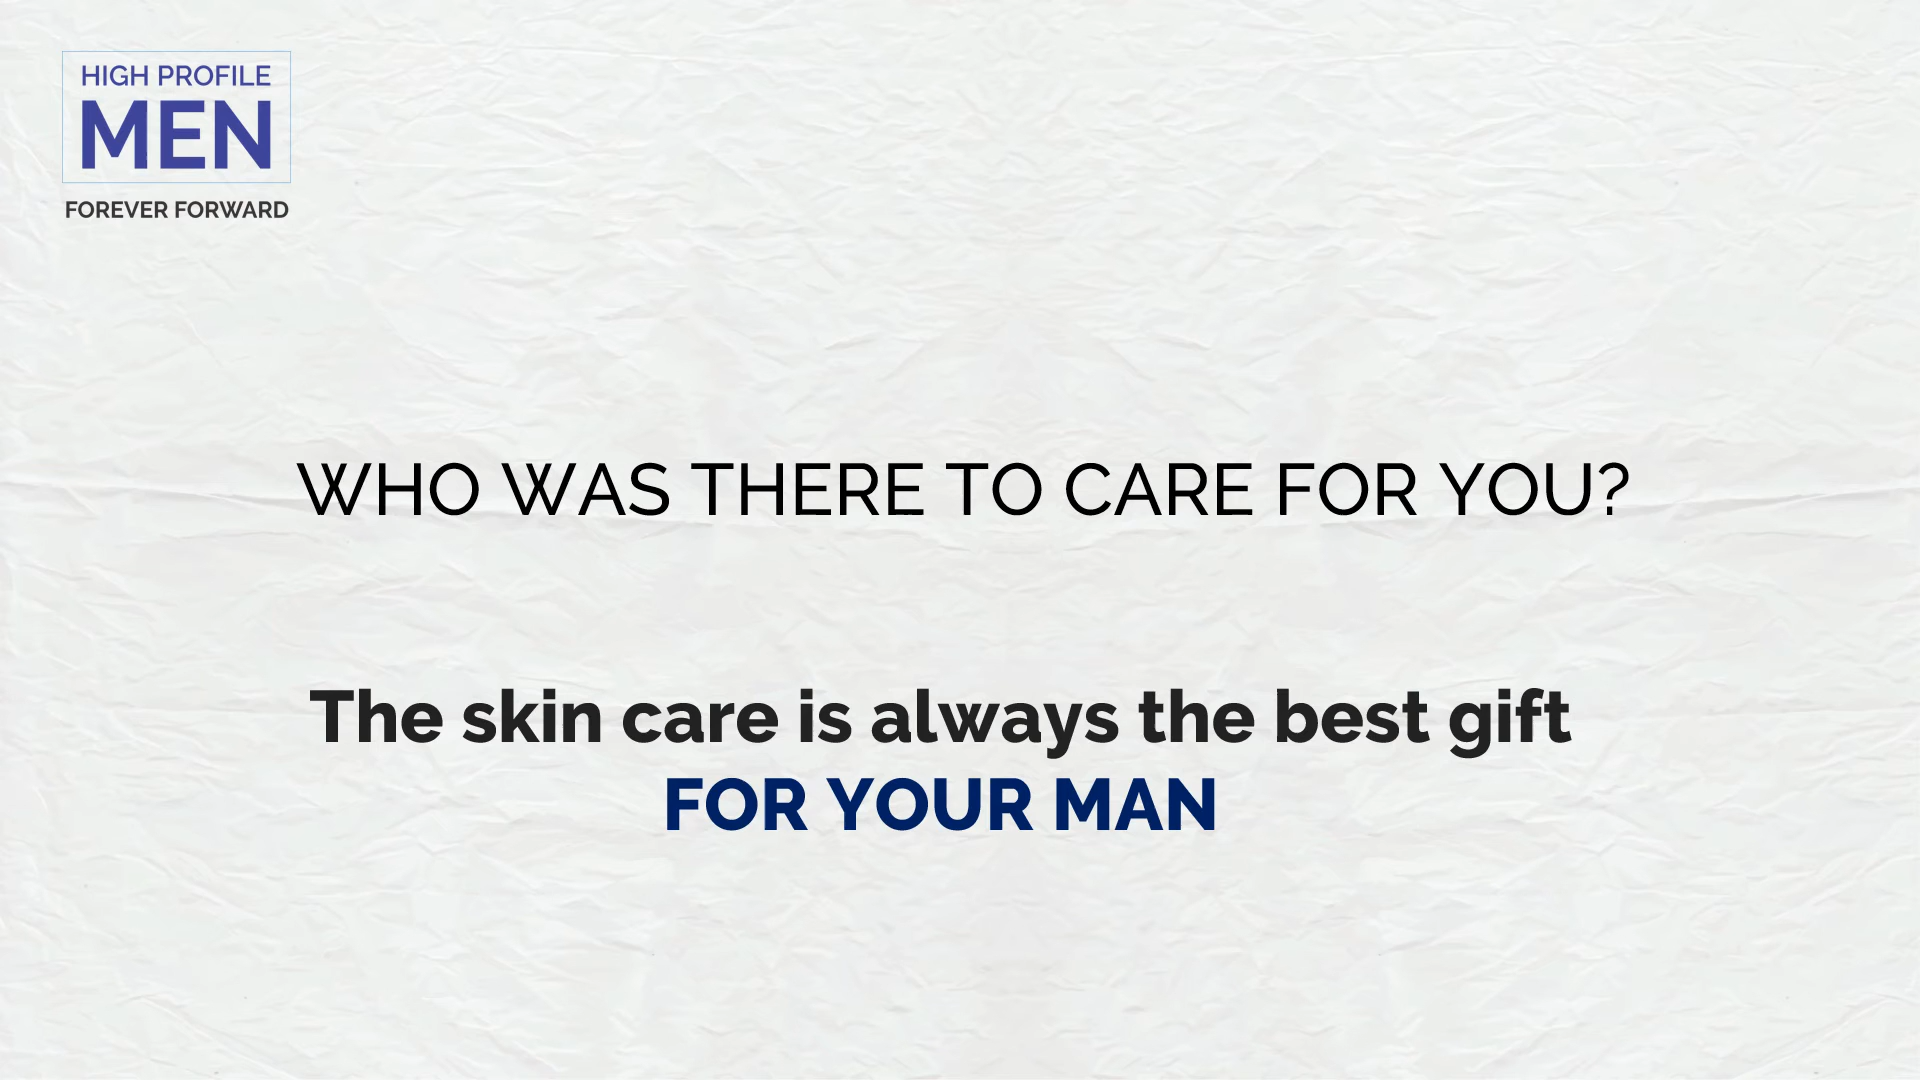 HIGH PROFILE
MEN
FOREVER FORWARD
WHO WAS THERE TO CARE FOR YOU?
The skin care is always the best gift
FOR YOUR MAN